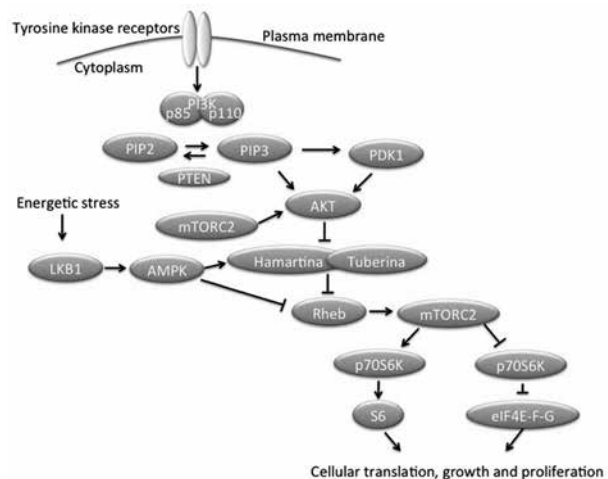 Tyrosine kinase receptors
Plasma membrane
Cytoplasm
PI3K
p85 p110
PIP2 PIP3 PDK1
PTEN
Energetic stress
AKT
mTORC2
Hamartina Tuberina
LKB1 AMPK
Rheb mTORC2
p70S6K p70S6K
S6 eIF4E-F-G
Cellular translation, growth and proliferation